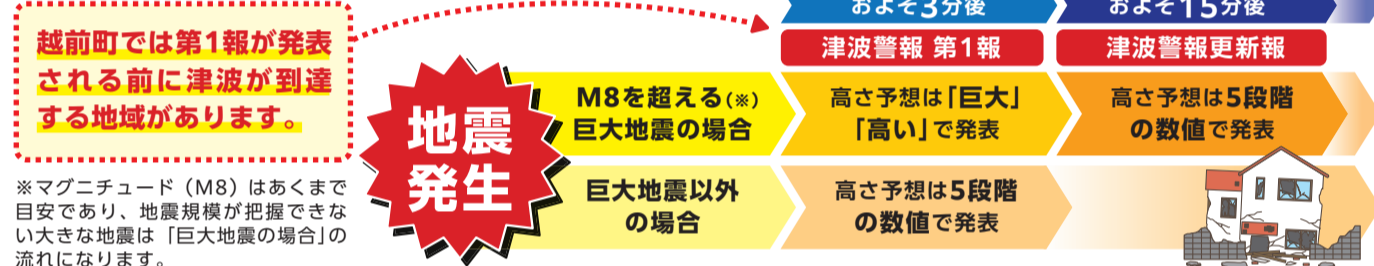 およそ3分後
およそ15分後
越前町では第1報が発表
される前に津波が到達
する地域があります。
津波警報 第1報
津波警報更新報
地震
発生
M8を超える(※)
巨大地震の場合
高さ予想は「巨大」
「高い」で発表
高さ予想は5段階
の数値で発表
巨大地震以外
の場合
高さ予想は5段階
の数値で発表
※マグニチュード（M8）はあくまで
目安であり、地震規模が把握できな
い大きな地震は「巨大地震の場合」の
流れになります。